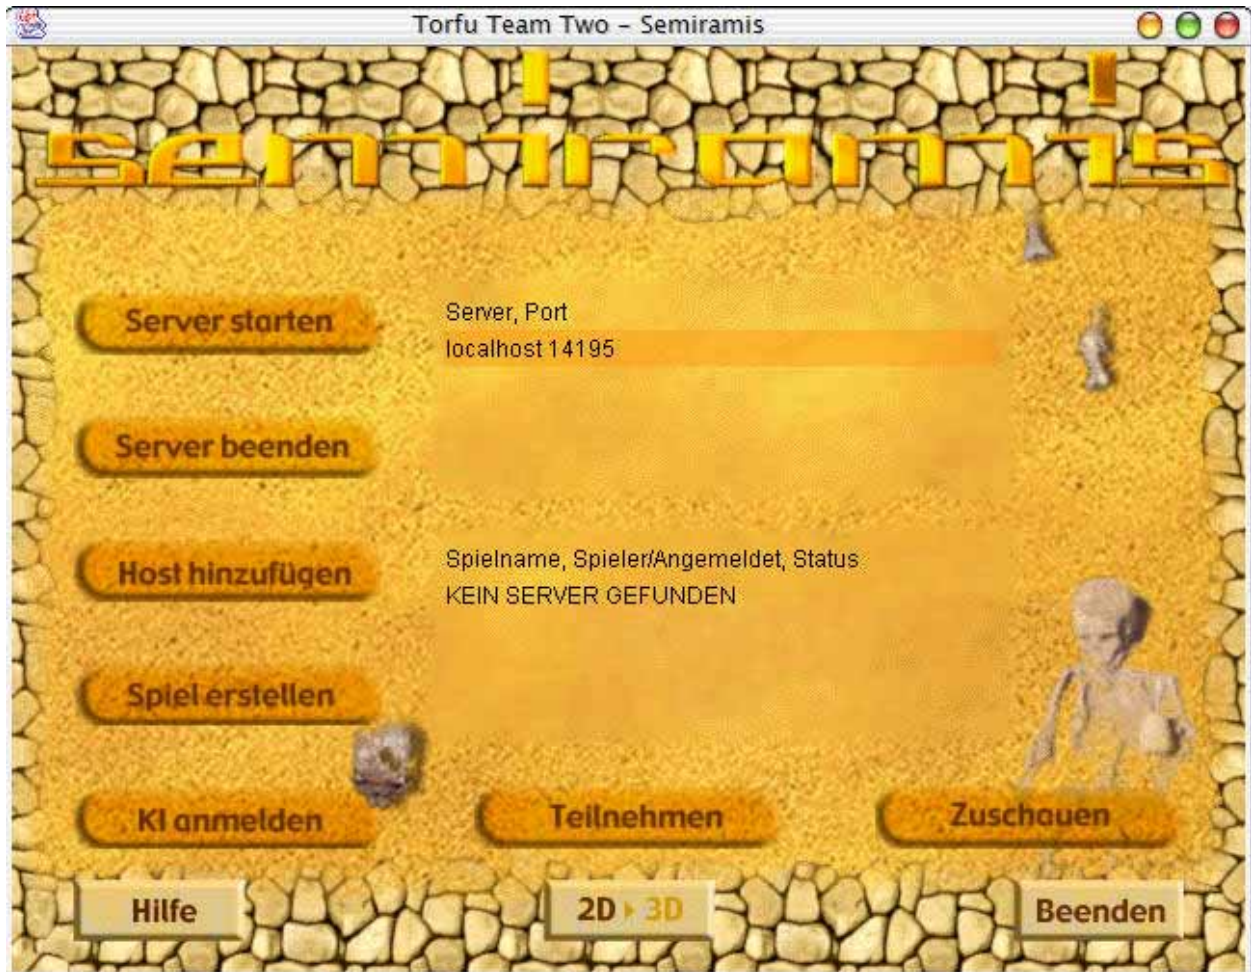 Torfu Team Two – Semiramis
semiramis
Server starten
Server, Port
localhost 14195
Server beenden
Host hinzufügen
Spielname, Spieler/Angemeldet, Status
KEIN SERVER GEFUNDEN
Spiel erstellen
KI anmelden
Teilnehmen
Zuschauen
Hilfe
2D ▸ 3D
Beenden